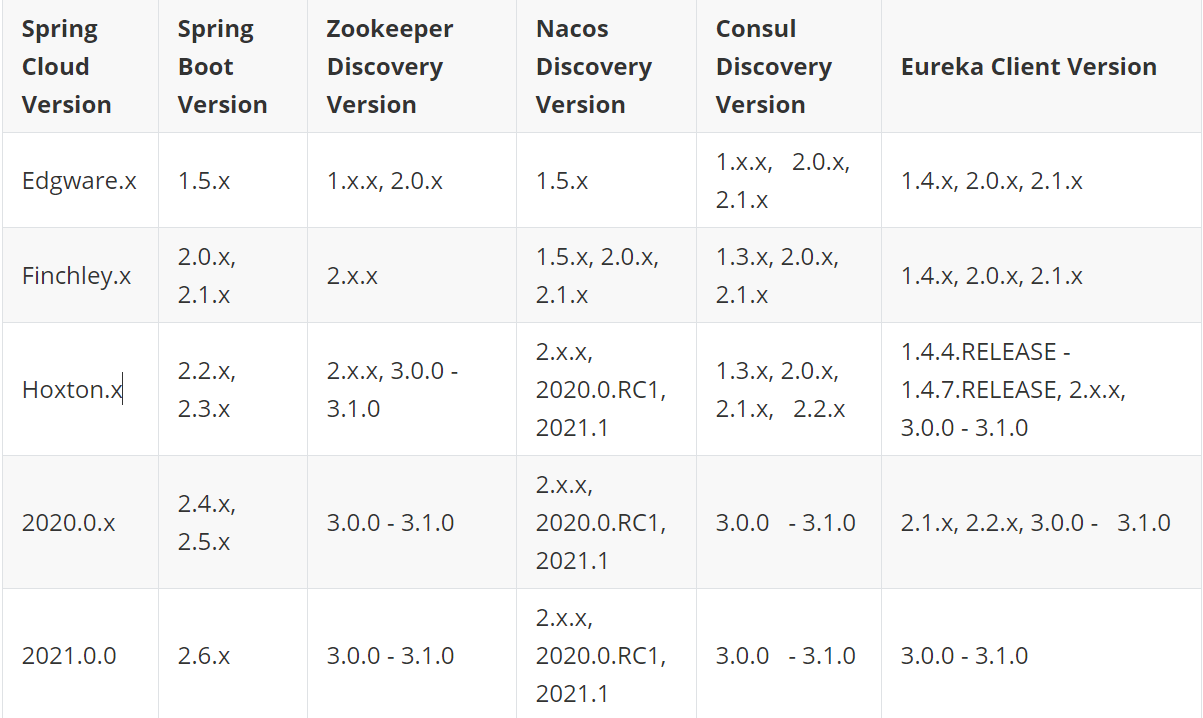 Spring
Cloud
Version
Spring
Boot
Version
Zookeeper
Discovery
Version
Nacos
Discovery
Version
Consul
Discovery
Version
Eureka Client Version
Edgware.x
1.5.x
1.x.x, 2.0.x
1.5.x
1.x.x, 2.0.x,
2.1.x
1.4.x, 2.0.x, 2.1.x
Finchley.x
2.0.x,
2.1.x
2.x.x
1.5.x, 2.0.x,
2.1.x
1.3.x, 2.0.x,
2.1.x
1.4.x, 2.0.x, 2.1.x
Hoxton.x
2.2.x,
2.3.x
2.x.x, 3.0.0 -
3.1.0
2.x.x,
2020.0.RC1,
2021.1
1.3.x, 2.0.x,
2.1.x, 2.2.x
1.4.4.RELEASE -
1.4.7.RELEASE, 2.x.x,
3.0.0 - 3.1.0
2020.0.x
2.4.x,
2.5.x
3.0.0 - 3.1.0
2.x.x,
2020.0.RC1,
2021.1
3.0.0 - 3.1.0
2.1.x, 2.2.x, 3.0.0 - 3.1.0
2021.0.0
2.6.x
3.0.0 - 3.1.0
2.x.x,
2020.0.RC1,
2021.1
3.0.0 - 3.1.0
3.0.0 - 3.1.0